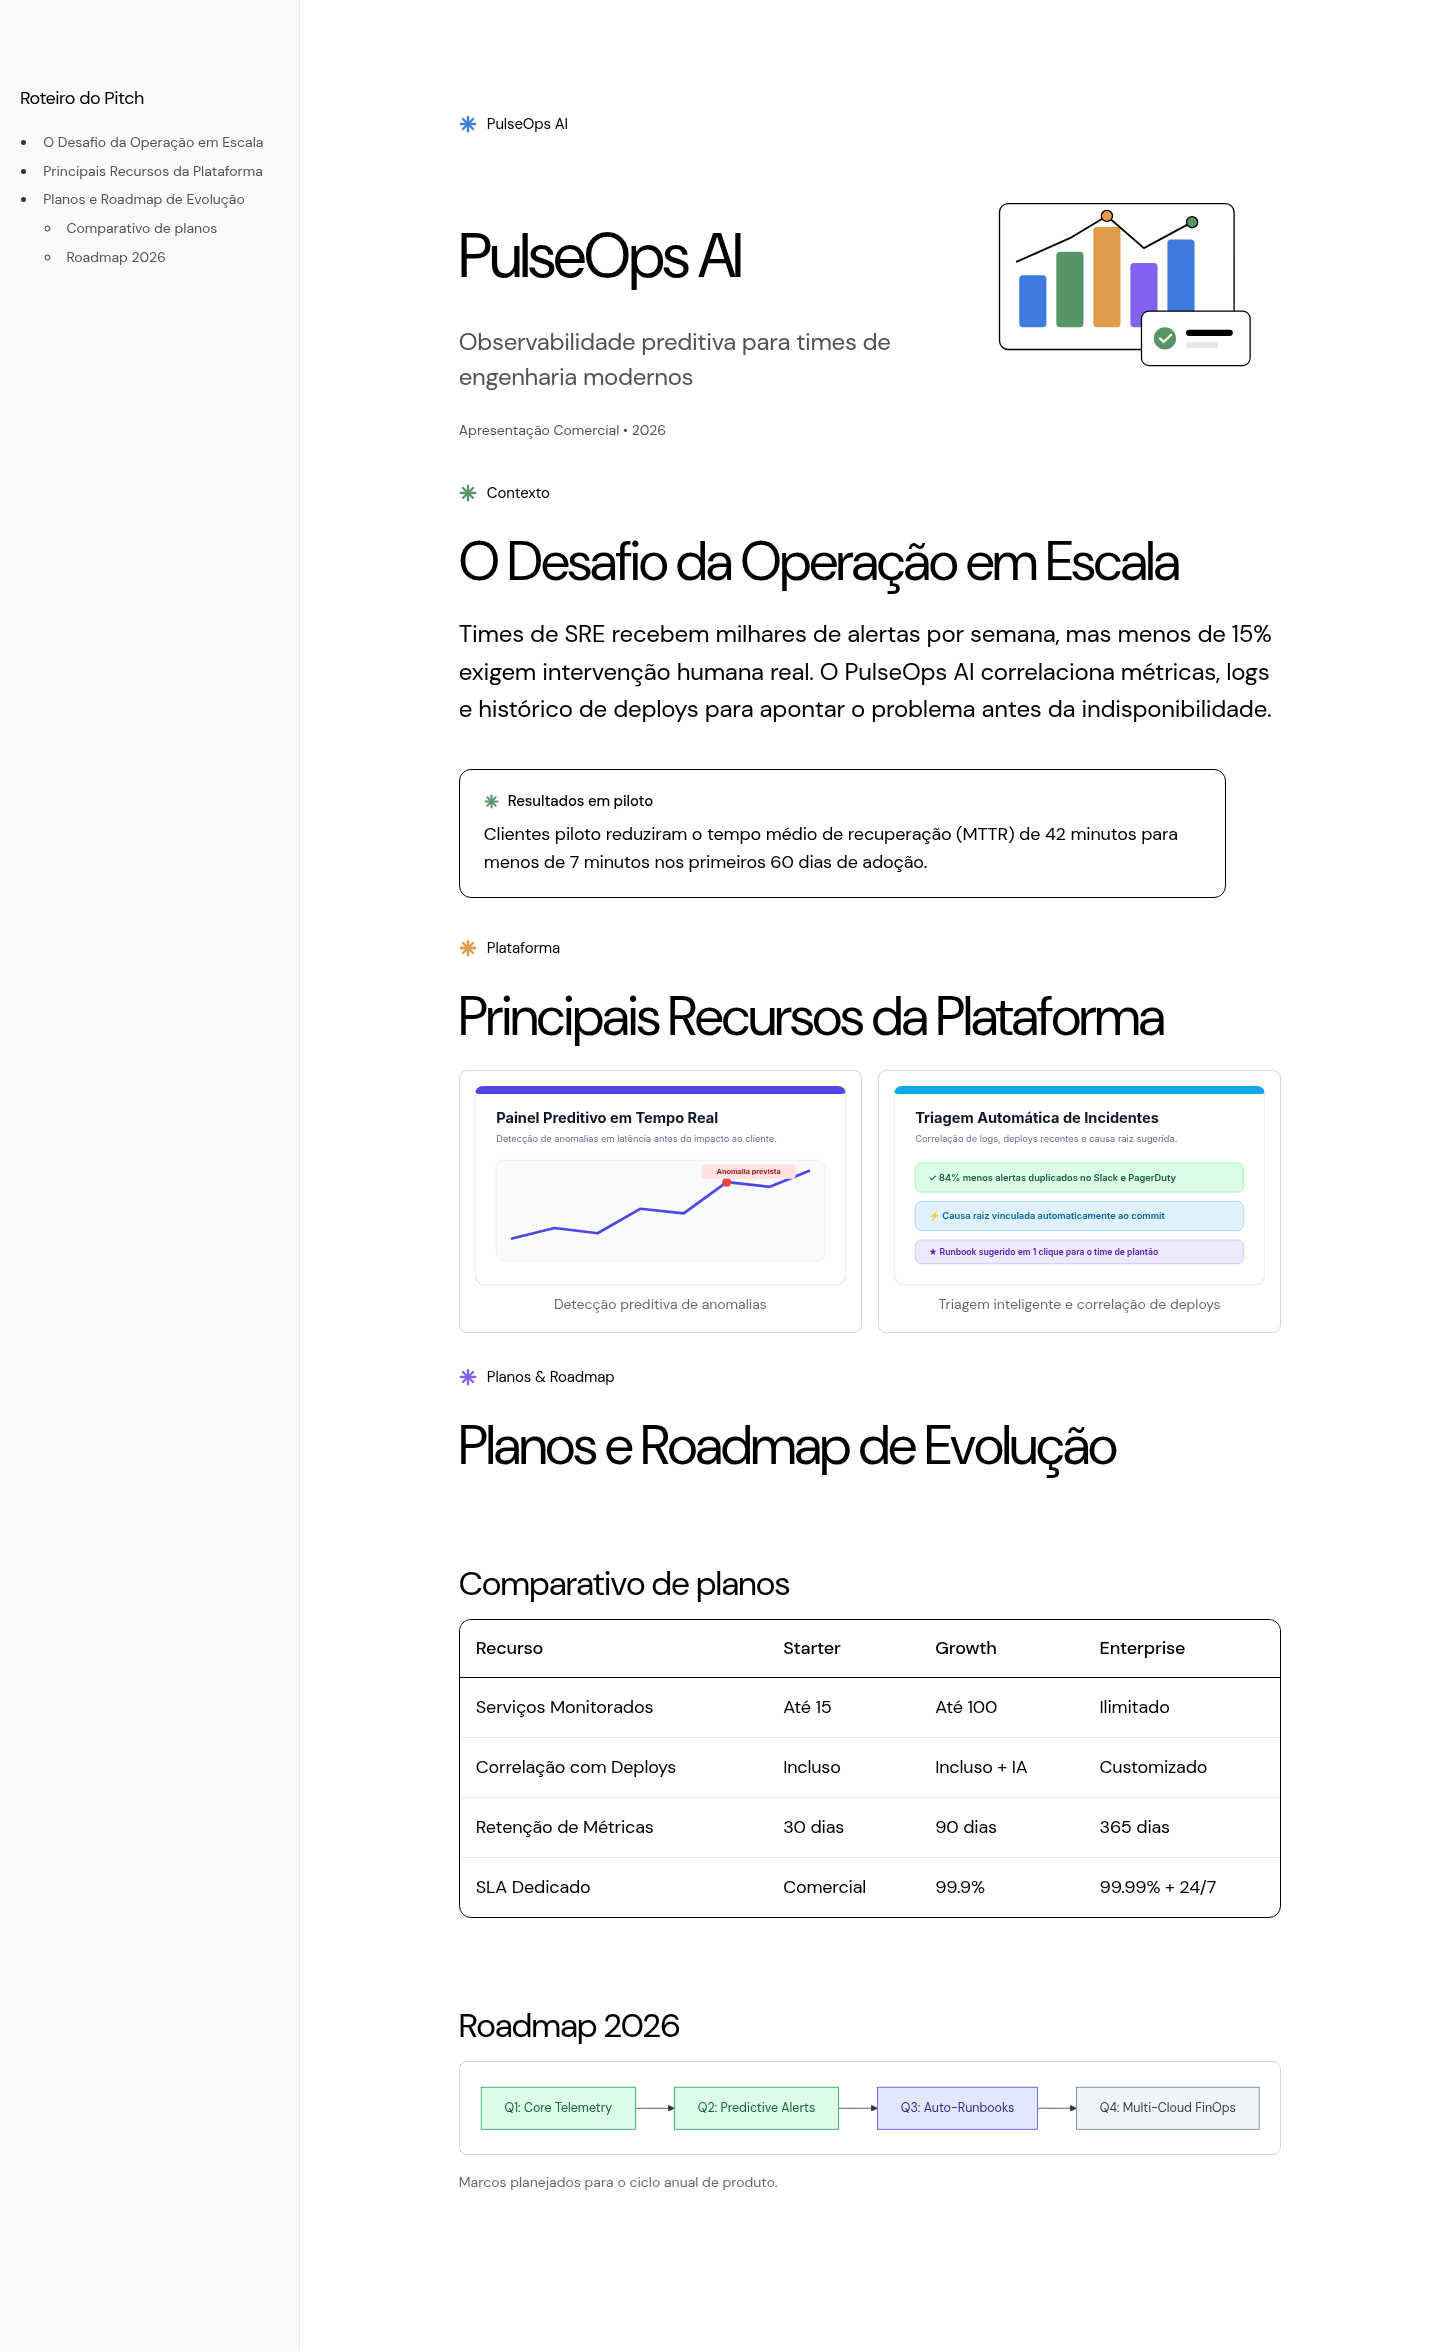 Roteiro do Pitch
O Desafio da Operação em Escala
Principais Recursos da Plataforma
Planos e Roadmap de Evolução
Comparativo de planos
Roadmap 2026
PulseOps AI
PulseOps AI
Observabilidade preditiva para times de
engenharia modernos
Apresentação Comercial • 2026
Contexto
O Desafio da Operação em Escala
Times de SRE recebem milhares de alertas por semana, mas menos de 15%
exigem intervenção humana real. O PulseOps AI correlaciona métricas, logs
e histórico de deploys para apontar o problema antes da indisponibilidade.
Resultados em piloto
Clientes piloto reduziram o tempo médio de recuperação (MTTR) de 42 minutos para
menos de 7 minutos nos primeiros 60 dias de adoção.
Plataforma
Principais Recursos da Plataforma
Painel Preditivo em Tempo Real
Detecção de anomalias em latência antes do impacto ao cliente.
Anomalia prevista
Detecção preditiva de anomalias
Triagem Automática de Incidentes
Correlação de logs, deploys recentes e causa raiz sugerida.
✓ 84% menos alertas duplicados no Slack e PagerDuty
⚡ Causa raiz vinculada automaticamente ao commit
★ Runbook sugerido em 1 clique para o time de plantão
Triagem inteligente e correlação de deploys
Planos & Roadmap
Planos e Roadmap de Evolução
Comparativo de planos
Recurso Starter Growth Enterprise
Serviços Monitorados Até 15 Até 100 Ilimitado
Correlação com Deploys Incluso Incluso + IA Customizado
Retenção de Métricas 30 dias 90 dias 365 dias
SLA Dedicado Comercial 99.9% 99.99% + 24/7
Roadmap 2026
Q1: Core Telemetry Q2: Predictive Alerts Q3: Auto-Runbooks Q4: Multi-Cloud FinOps
Marcos planejados para o ciclo anual de produto.